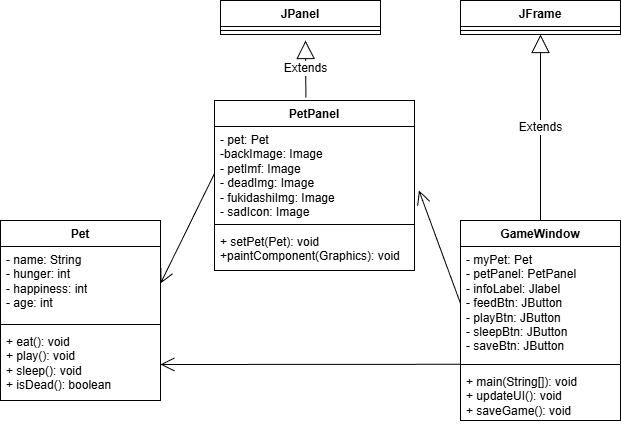 JPanel
JFrame
Extends
Extends
PetPanel
- pet: Pet
-backImage: Image
- petImf: Image
- deadImg: Image
- fukidashiImg: Image
- sadIcon: Image
+ setPet(Pet): void
+paintComponent(Graphics): void
Pet
- name: String
- hunger: int
- happiness: int
- age: int
+ eat(): void
+ play(): void
+ sleep(): void
+ isDead(): boolean
GameWindow
- myPet: Pet
- petPanel: PetPanel
- infoLabel: Jlabel
- feedBtn: JButton
- playBtn: JButton
- sleepBtn: JButton
- saveBtn: JButton
+ main(String[]): void
+ updateUI(): void
+ saveGame(): void